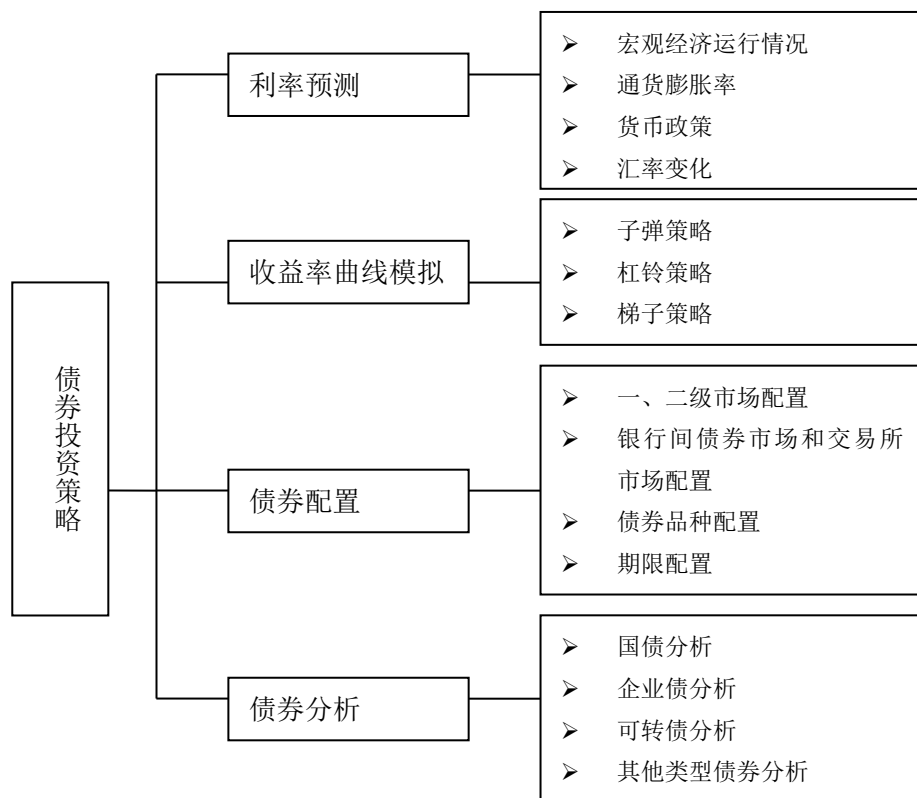 利率预测
➢ 宏观经济运行情况
➢ 通货膨胀率
➢ 货币政策
➢ 汇率变化
收益率曲线模拟
➢ 子弹策略
➢ 杠铃策略
➢ 梯子策略
债券投资策略
债券配置
➢ 一、二级市场配置
➢ 银行间债券市场和交易所
市场配置
➢ 债券品种配置
➢ 期限配置
债券分析
➢ 国债分析
➢ 企业债分析
➢ 可转债分析
➢ 其他类型债券分析